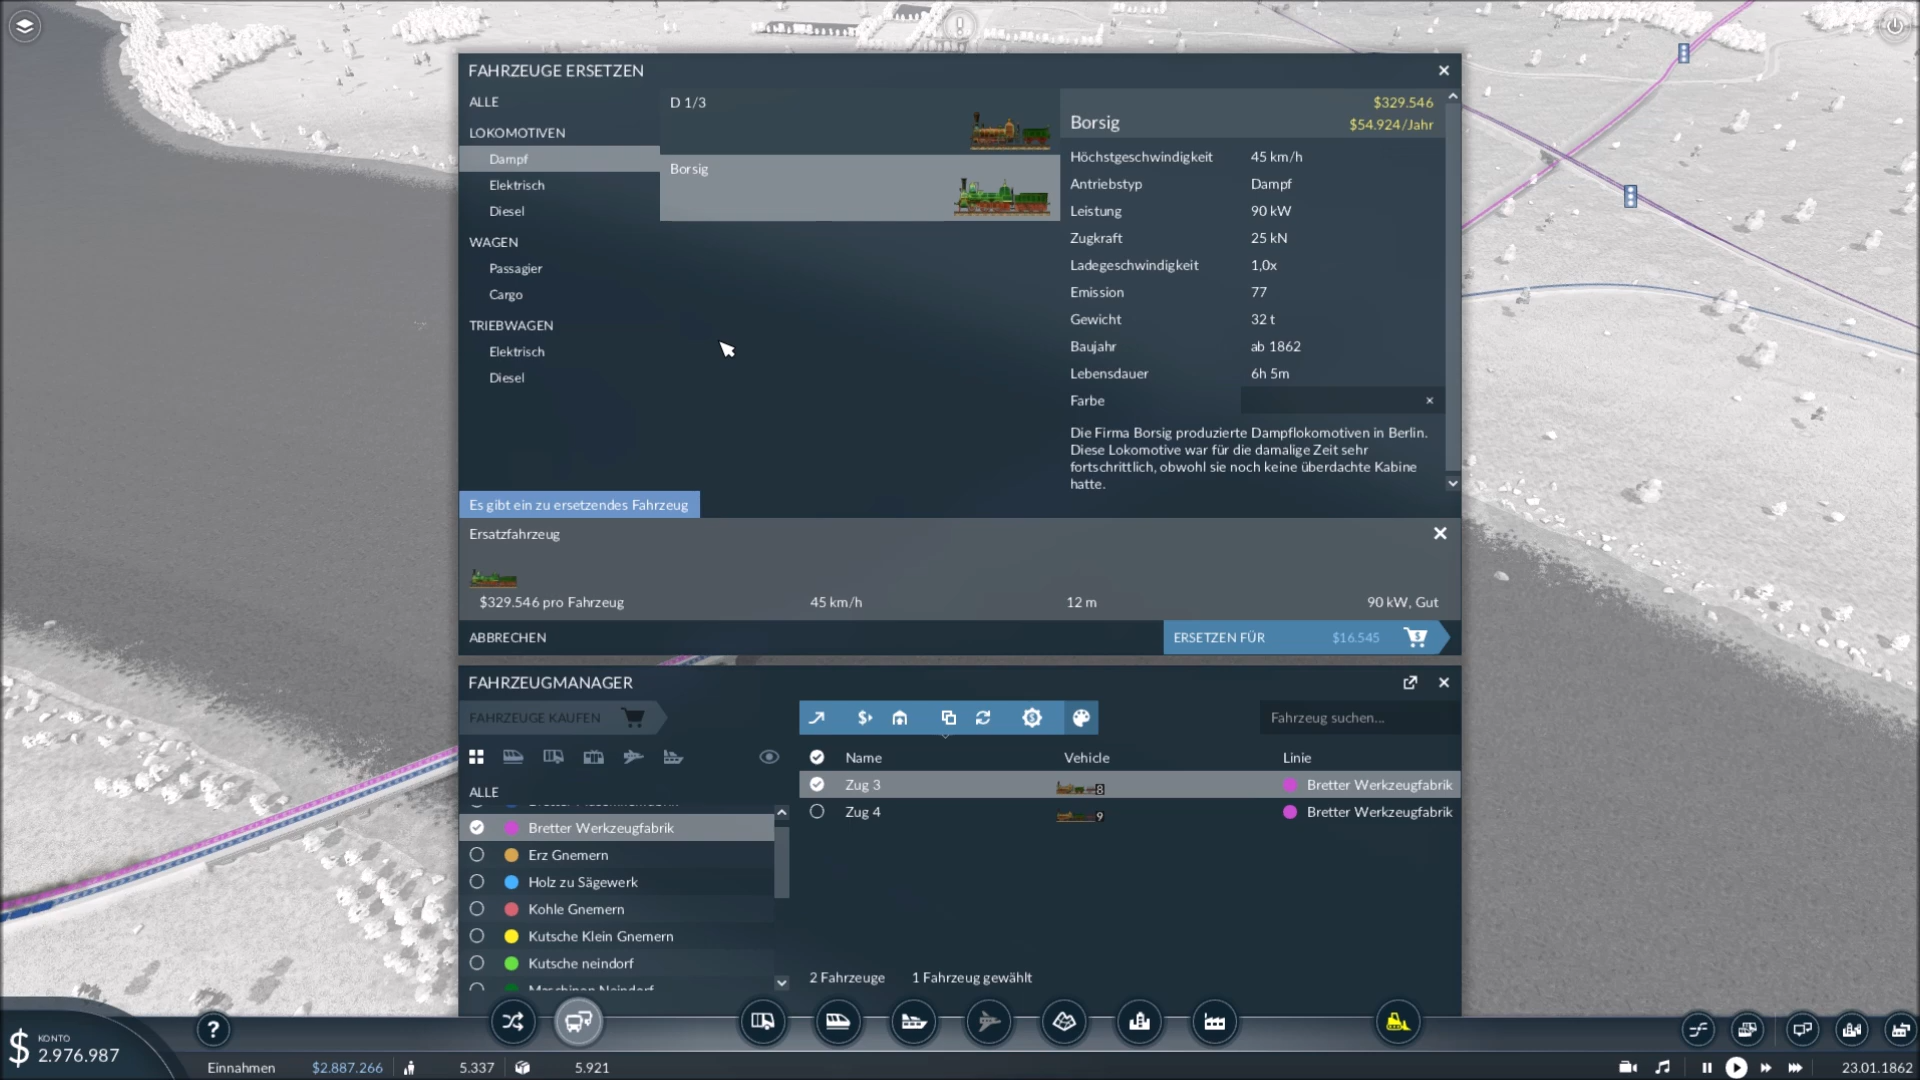 FAHRZEUGE ERSETZEN
ALLE
LOKOMOTIVEN
Dampf
Elektrisch
Diesel
WAGEN
Passagier
Cargo
TRIEBWAGEN
Elektrisch
Diesel
D 1/3
Borsig
$329.546
Borsig
$54.924/Jahr
Höchstgeschwindigkeit 45 km/h
Antriebstyp Dampf
Leistung 90 kW
Zugkraft 25 kN
Ladegeschwindigkeit 1,0x
Emission 77
Gewicht 32 t
Baujahr ab 1862
Lebensdauer 6h 5m
Farbe
Die Firma Borsig produzierte Dampflokomotiven in Berlin.
Diese Lokomotive war für die damalige Zeit sehr
fortschrittlich, obwohl sie noch keine überdachte Kabine
hatte.
Es gibt ein zu ersetzendes Fahrzeug
Ersatzfahrzeug
$329.546 pro Fahrzeug 45 km/h 12 m 90 kW, Gut
ABBRECHEN
ERSETZEN FÜR $16.545
FAHRZEUGMANAGER
FAHRZEUGE KAUFEN
Fahrzeug suchen...
ALLE
Bretter Werkzeugfabrik
Erz Gnemern
Holz zu Sägewerk
Kohle Gnemern
Kutsche Klein Gnemern
Kutsche neindorf
Maschinen Neindorf
Name Vehicle Linie
Zug 3 8 Bretter Werkzeugfabrik
Zug 4 9 Bretter Werkzeugfabrik
2 Fahrzeuge 1 Fahrzeug gewählt
KONTO
$ 2.976.987
?
Einnahmen $2.887.266 5.337 5.921
23.01.1862